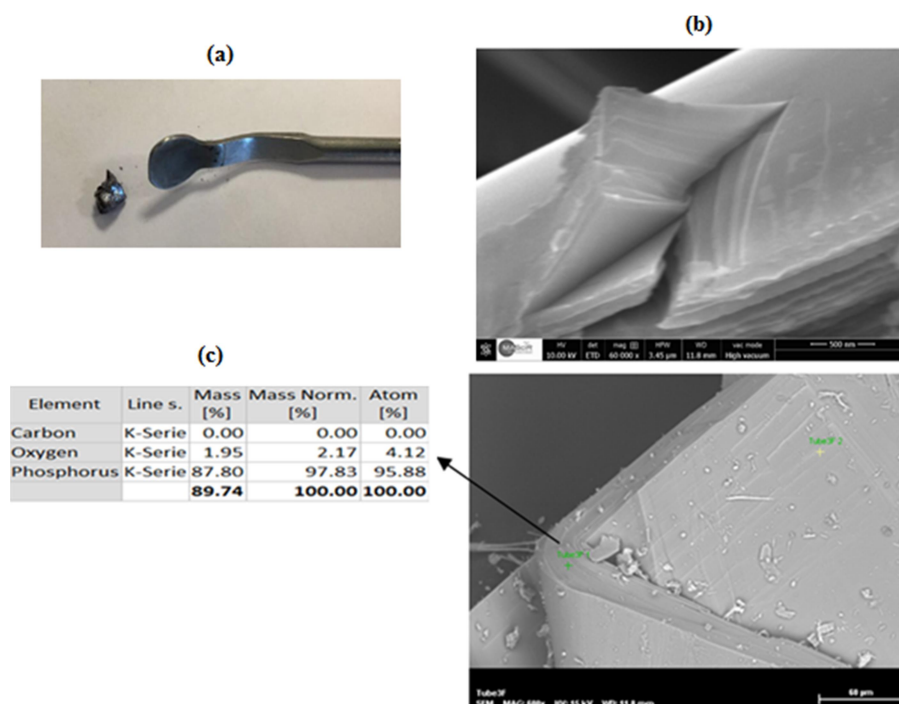 (a)
(b)
HV det mag HFW WD vac mode 500 nm
10.00 kV ETD 60 000 x 3.45 µm 11.8 mm High vacuum
(c)
Element Line s. Mass [%] Mass Norm. [%] Atom [%]
Carbon K-Serie 0.00 0.00 0.00
Oxygen K-Serie 1.95 2.17 4.12
Phosphorus K-Serie 87.80 97.83 95.88
89.74 100.00 100.00
Tube3F 2
Tube3F 1
Tube3F
60 µm